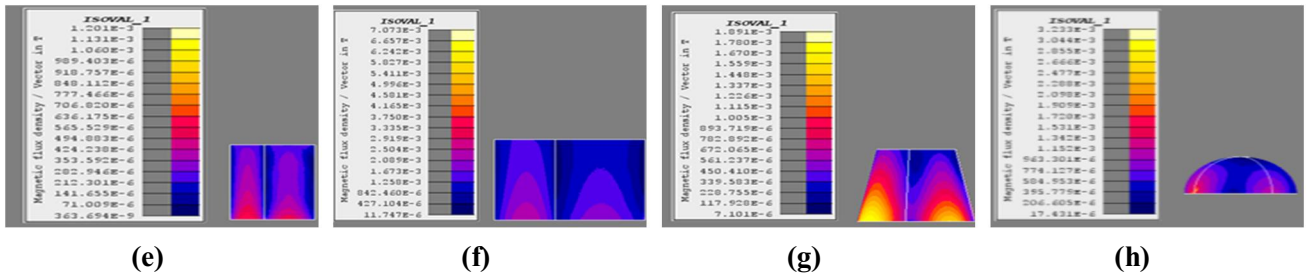 ISOVAL_1
Magnetic flux density / Vector in T
1.201E-3
1.131E-3
1.060E-3
989.403E-6
918.757E-6
848.112E-6
777.466E-6
706.820E-6
636.175E-6
565.529E-6
494.883E-6
424.238E-6
353.592E-6
282.946E-6
212.301E-6
141.655E-6
71.009E-6
363.694E-9
(e)
ISOVAL_1
Magnetic flux density / Vector in T
7.073E-3
6.657E-3
6.242E-3
5.827E-3
5.411E-3
4.996E-3
4.581E-3
4.165E-3
3.750E-3
3.335E-3
2.919E-3
2.504E-3
2.089E-3
1.673E-3
1.258E-3
842.460E-6
427.104E-6
11.747E-6
(f)
ISOVAL_1
Magnetic flux density / Vector in T
1.891E-3
1.780E-3
1.670E-3
1.559E-3
1.448E-3
1.337E-3
1.226E-3
1.115E-3
1.005E-3
893.719E-6
782.892E-6
672.065E-6
561.237E-6
450.410E-6
339.583E-6
228.755E-6
117.928E-6
7.101E-6
(g)
ISOVAL_1
Magnetic flux density / Vector in T
3.233E-3
3.044E-3
2.855E-3
2.666E-3
2.477E-3
2.288E-3
2.098E-3
1.909E-3
1.720E-3
1.531E-3
1.342E-3
1.152E-3
963.301E-6
774.127E-6
584.953E-6
395.779E-6
206.605E-6
17.431E-6
(h)